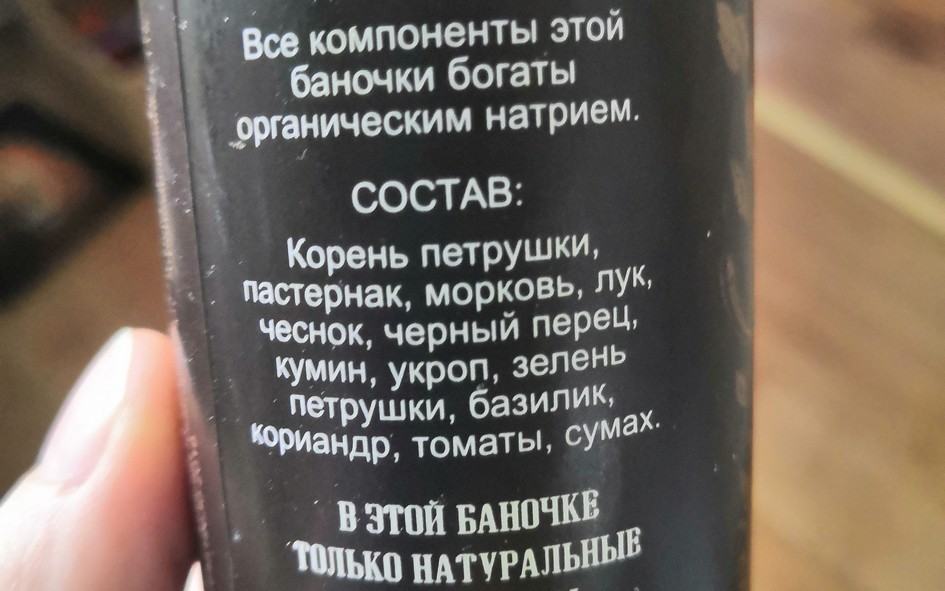 Все компоненты этой
баночки богаты
органическим натрием.
СОСТАВ:
Корень петрушки,
пастернак, морковь, лук,
чеснок, черный перец,
кумин, укроп, зелень
петрушки, базилик,
кориандр, томаты, сумах.
В ЭТОЙ БАНОЧКЕ
ТОЛЬКО НАТУРАЛЬНЫЕ